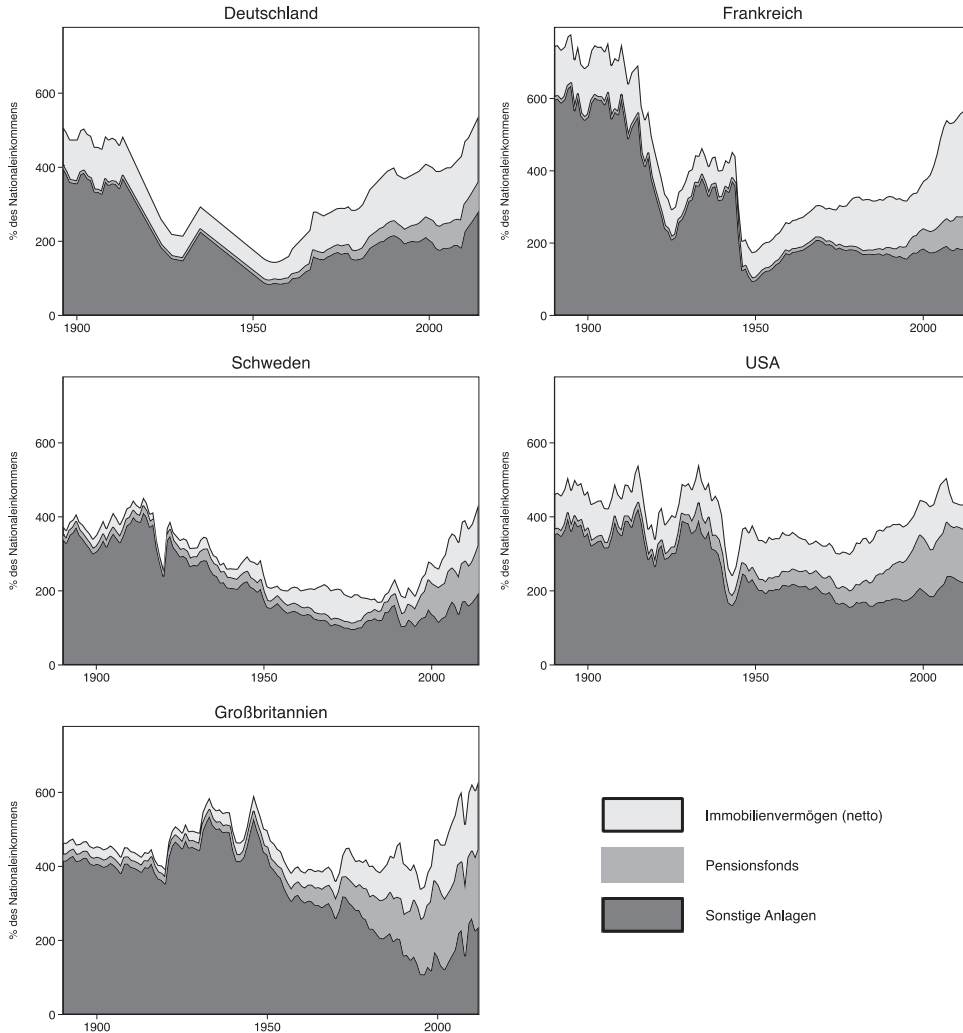 Deutschland
% des Nationaleinkommens
600
400
200
0
1900
1950
2000
Frankreich
% des Nationaleinkommens
600
400
200
0
1900
1950
2000
Schweden
% des Nationaleinkommens
600
400
200
0
1900
1950
2000
USA
% des Nationaleinkommens
600
400
200
0
1900
1950
2000
Großbritannien
% des Nationaleinkommens
600
400
200
0
1900
1950
2000
Immobilienvermögen (netto)
Pensionsfonds
Sonstige Anlagen